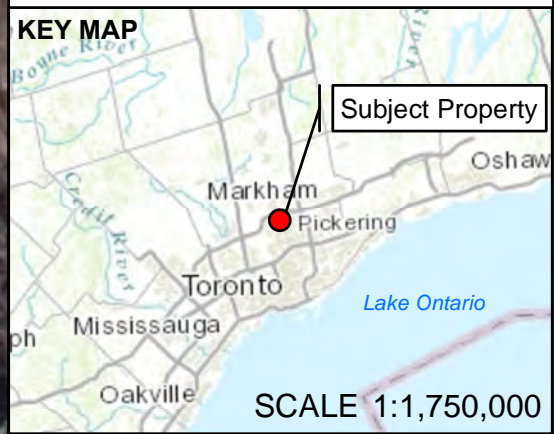 KEY MAP
Boyne River
River
Subject Property
Oshaw
Markham
Credit River
Pickering
Toronto
Lake Ontario
Mississauga
ph
Oakville
SCALE 1:1,750,000